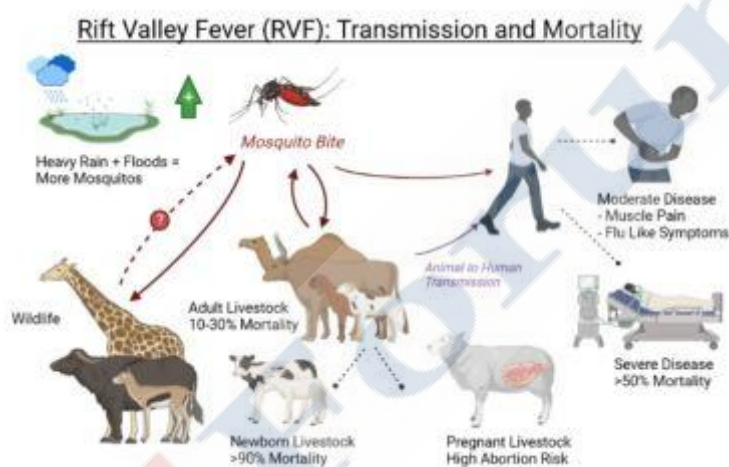 Rift Valley Fever (RVF): Transmission and Mortality
+
Heavy Rain + Floods =
More Mosquitos
Mosquito Bite
?
Moderate Disease
- Muscle Pain
- Flu Like Symptoms
Animal to Human
Transmission
Wildlife
Adult Livestock
10-30% Mortality
Severe Disease
>50% Mortality
Newborn Livestock
>90% Mortality
Pregnant Livestock
High Abortion Risk